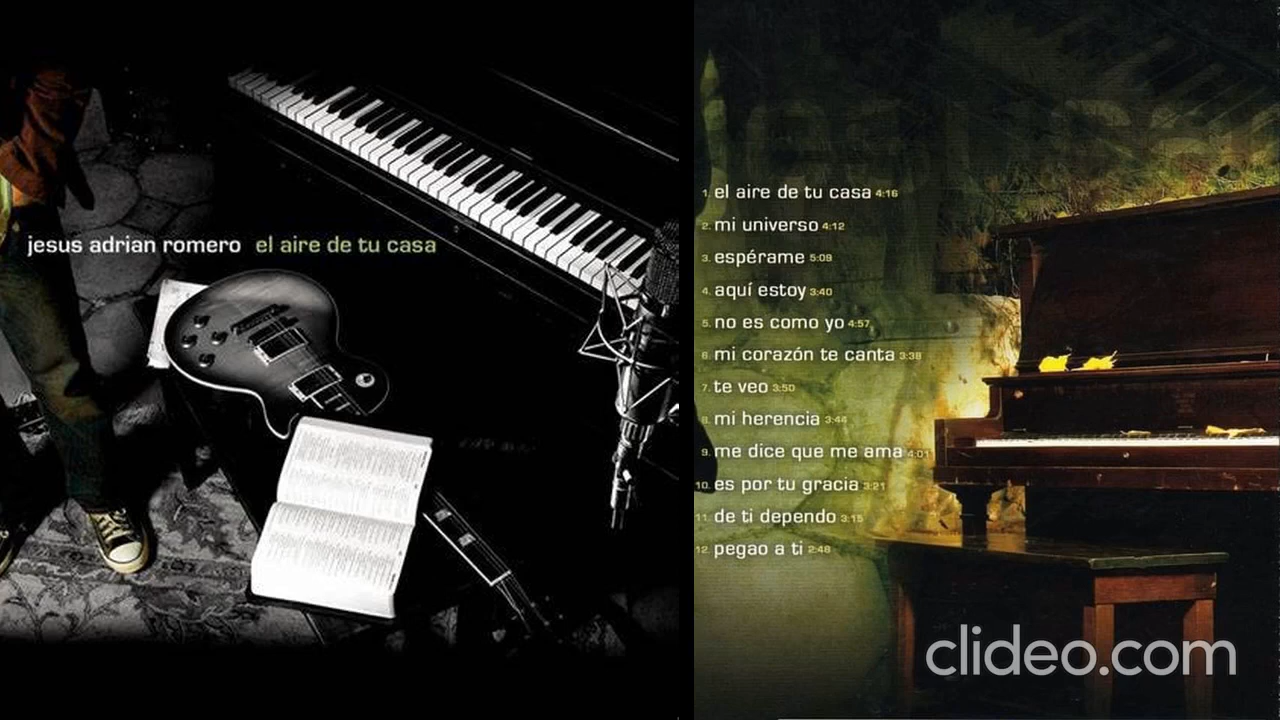 jesus adrian romero el aire de tu casa
1. el aire de tu casa 4:16
2. mi universo 4:12
3. espérame 5:09
4. aquí estoy 3:40
5. no es como yo 4:57
6. mi corazón te canta 3:38
7. te veo 3:50
8. mi herencia 3:44
9. me dice que me ama 4:01
10. es por tu gracia 3:21
11. de ti dependo 3:15
12. pegao a ti 2:48
clideo.com